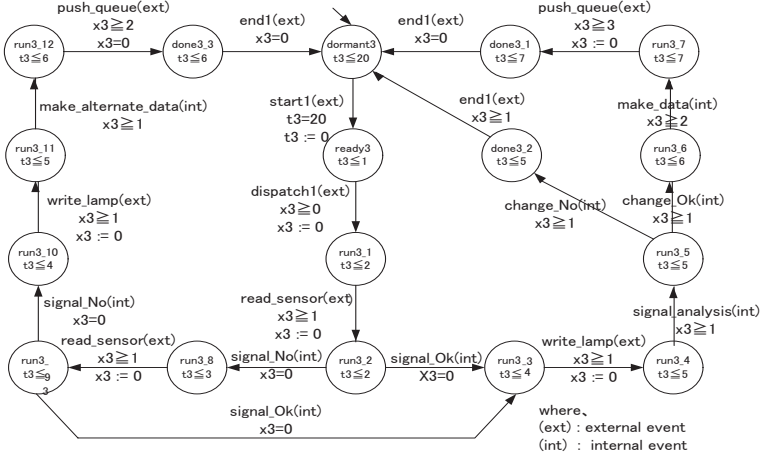 push_queue(ext)
x3≧2
x3=0
end1(ext)
x3=0
end1(ext)
x3=0
push_queue(ext)
x3≧3
x3 := 0
run3_12
t3≦6
done3_3
t3≦6
dormant3
t3≦20
done3_1
t3≦7
run3_7
t3≦7
make_alternate_data(int)
x3≧1
start1(ext)
t3=20
t3 := 0
end1(ext)
x3≧1
make_data(int)
x3≧2
run3_11
t3≦5
ready3
t3≦1
done3_2
t3≦5
run3_6
t3≦6
write_lamp(ext)
x3≧1
x3 := 0
dispatch1(ext)
x3≧0
x3 := 0
change_No(int)
x3≧1
change_Ok(int)
x3≧1
run3_10
t3≦4
run3_1
t3≦2
run3_5
t3≦5
signal_No(int)
x3=0
read_sensor(ext)
x3≧1
x3 := 0
signal_analysis(int)
x3≧1
read_sensor(ext)
x3≧1
x3 := 0
signal_No(int)
x3=0
signal_Ok(int)
X3=0
write_lamp(ext)
x3≧1
x3 := 0
run3_
t3≦9
3
run3_8
t3≦3
run3_2
t3≦2
run3_3
t3≦4
run3_4
t3≦5
signal_Ok(int)
x3=0
where、
(ext) : external event
(int) : internal event